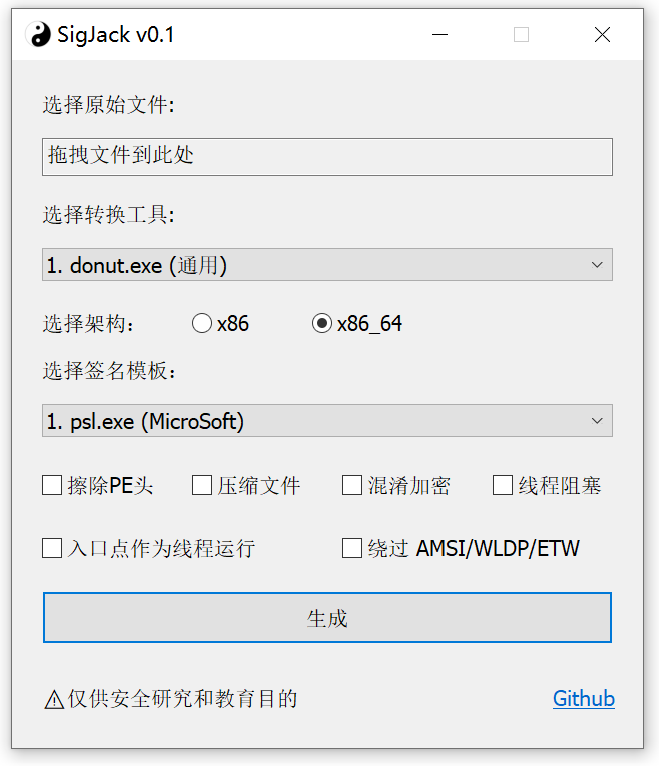 SigJack v0.1
选择原始文件:
拖拽文件到此处
选择转换工具:
1. donut.exe (通用)
选择架构： x86 x86_64
选择签名模板：
1. psl.exe (MicroSoft)
擦除PE头 压缩文件 混淆加密 线程阻塞
入口点作为线程运行 绕过 AMSI/WLDP/ETW
生成
⚠仅供安全研究和教育目的 Github